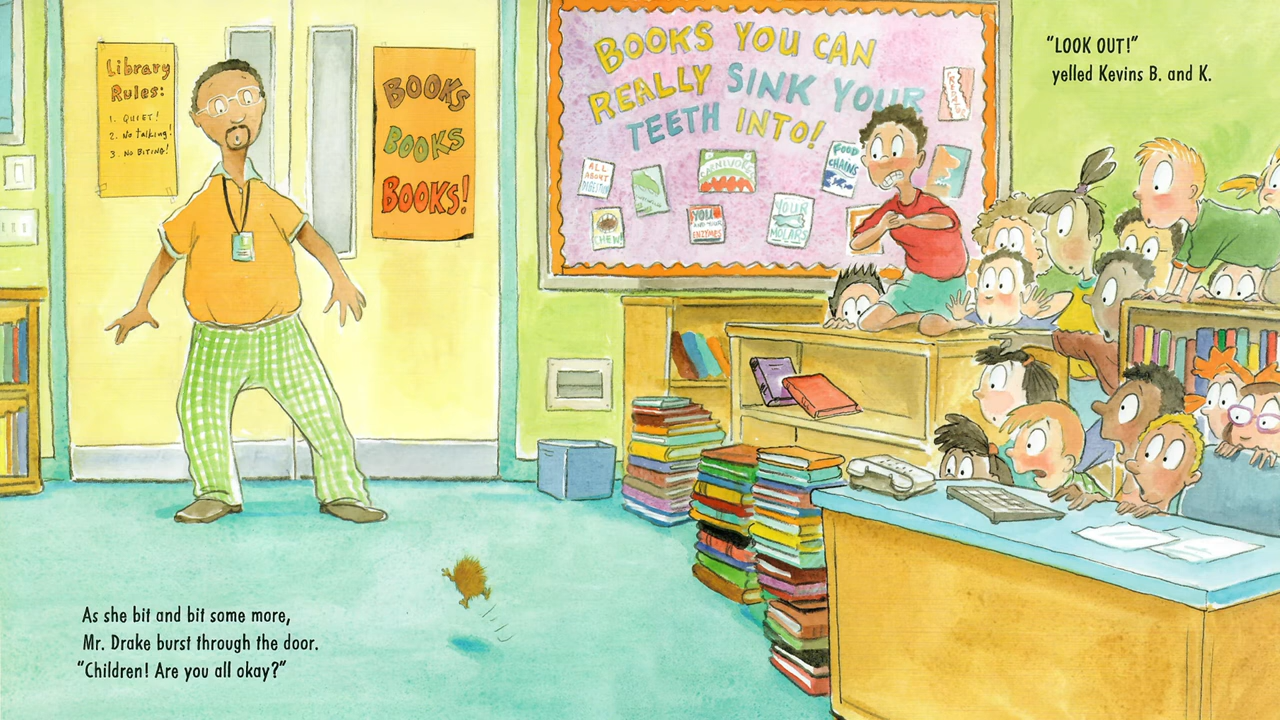 Library
Rules:
1. QUIET!
2. No talking!
3. NO BITING!
BOOKS
BOOKS
BOOKS!
BOOKS YOU CAN
REALLY SINK YOUR
TEETH INTO!
ALL
ABOUT
DIGESTION
CARNIVORES
FOOD
CHAINS
CHEW
YOU
AND YOUR
ENZYMES
YOUR
MOLARS
"LOOK OUT!"
yelled Kevins B. and K.
As she bit and bit some more,
Mr. Drake burst through the door.
"Children! Are you all okay?"